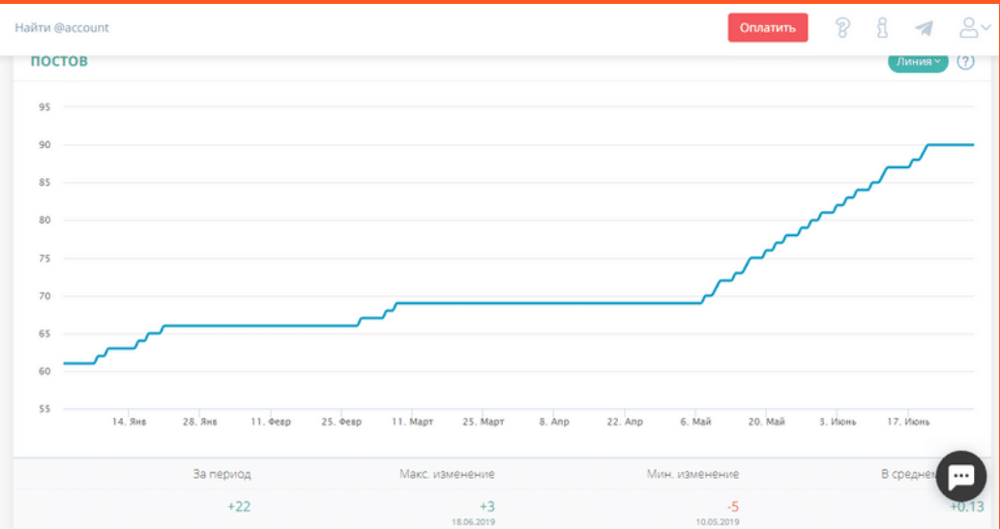 Найти @account
Оплатить
ПОСТОВ
Линия
95
90
85
80
75
70
65
60
55
14. Янв 28. Янв 11. Февр 25. Февр 11. Март 25. Март 8. Апр 22. Апр 6. Май 20. Май 3. Июнь 17. Июнь
За период Макс. изменение Мин. изменение В среднем
+22 +3 -5 +0.13
18.06.2019 10.05.2019